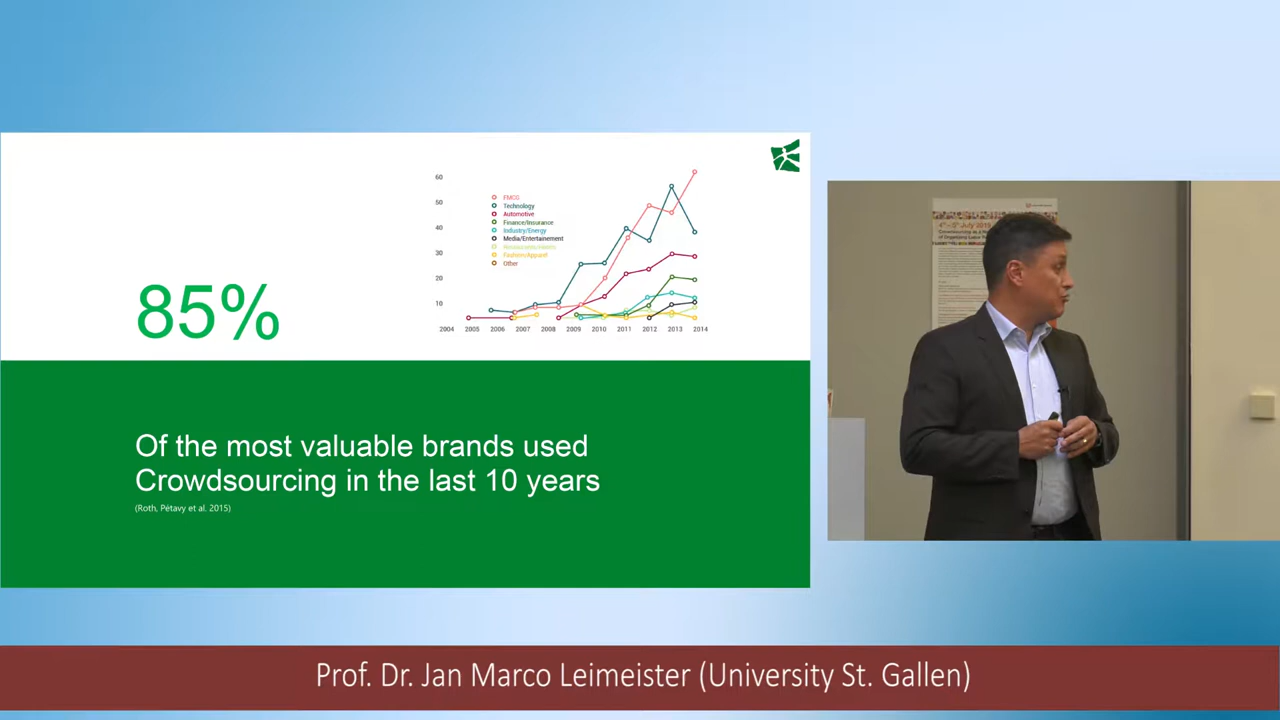 85%
60
50
40
30
20
10
FMCG
Technology
Automotive
Finance/Insurance
Industry/Energy
Media/Entertainement
Fashion/Apparel
Other
2004 2005 2006 2007 2008 2009 2010 2011 2012 2013 2014
Of the most valuable brands used
Crowdsourcing in the last 10 years
(Roth, Pétavy et al. 2015)
Prof. Dr. Jan Marco Leimeister (University St. Gallen)